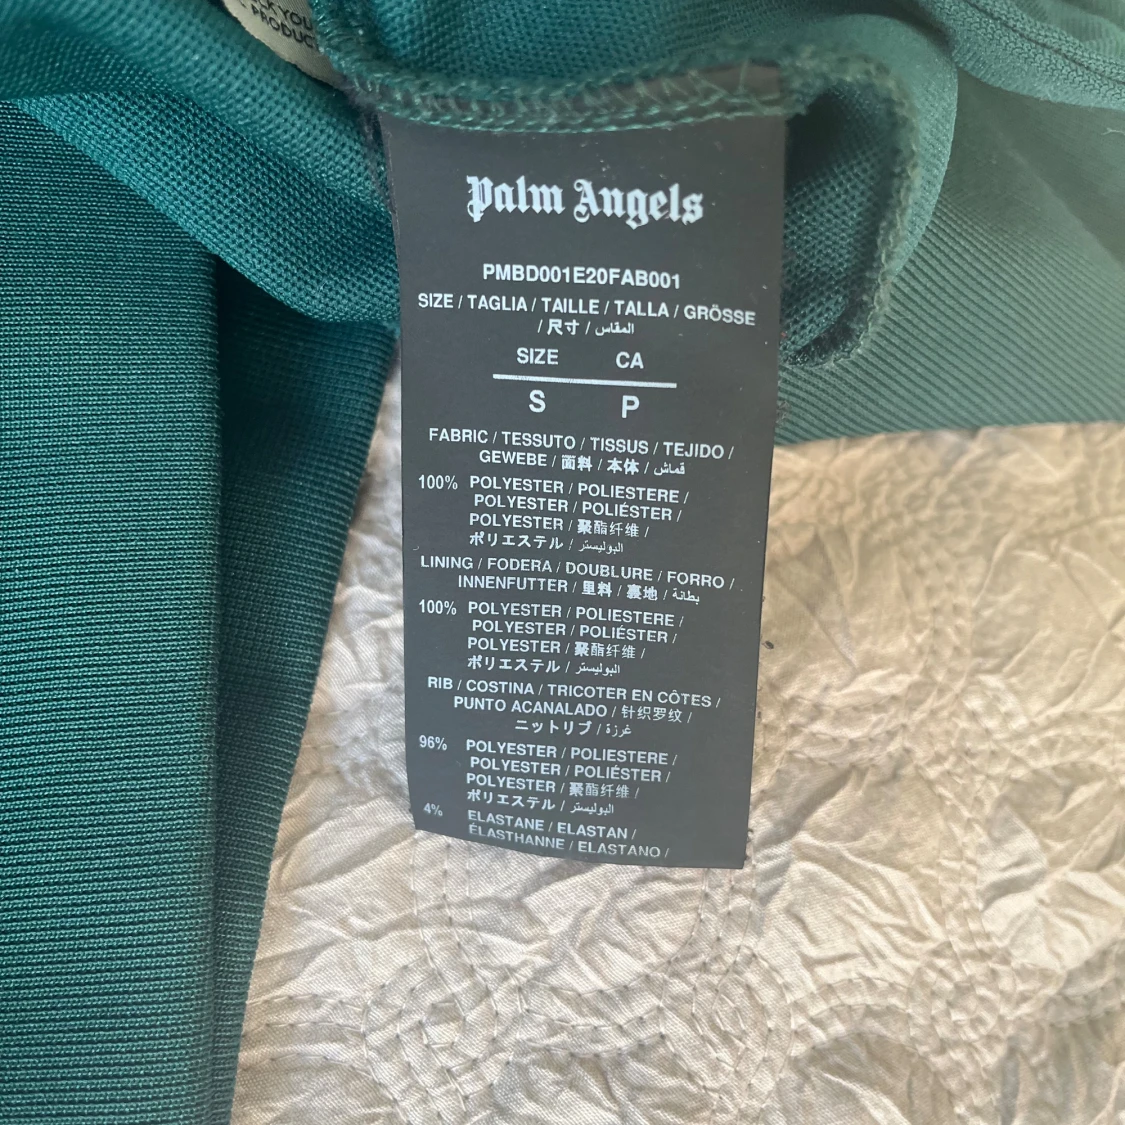 YOU
PRODUC
Palm Angels
PMBD001E20FAB001
SIZE / TAGLIA / TAILLE / TALLA / GRÖSSE
/ 尺寸 / المقاس
SIZE CA
S P
FABRIC / TESSUTO / TISSUS / TEJIDO /
GEWEBE / 面料 / 本体 / قماش
100% POLYESTER / POLIESTERE /
POLYESTER / POLIÉSTER /
POLYESTER / 聚酯纤维 /
ポリエステル / البوليستر
LINING / FODERA / DOUBLURE / FORRO /
INNENFUTTER / 里料 / 裏地 / بطانة
100% POLYESTER / POLIESTERE /
POLYESTER / POLIÉSTER /
POLYESTER / 聚酯纤维 /
ポリエステル / البوليستر
RIB / COSTINA / TRICOTER EN CÔTES /
PUNTO ACANALADO / 针织罗纹 /
ニットリブ / غرزة
96% POLYESTER / POLIESTERE /
POLYESTER / POLIÉSTER /
POLYESTER / 聚酯纤维 /
ポリエステル / البوليستر
4% ELASTANE / ELASTAN /
ÉLASTHANNE / ELASTANO /